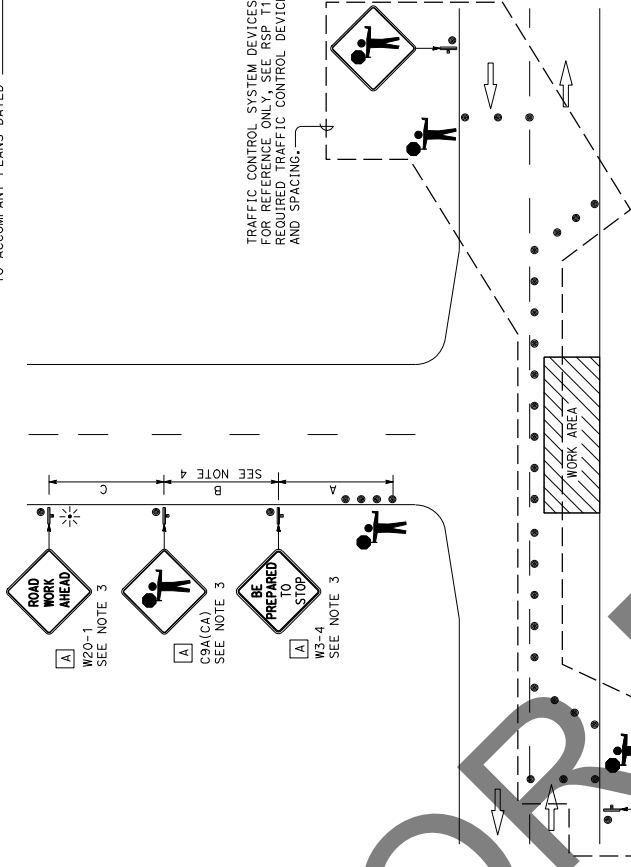 TO ACCOMPANY PLANS DATED
TRAFFIC CONTROL SYSTEM DEVICES
FOR REFERENCE ONLY, SEE RSP T1
REQUIRED TRAFFIC CONTROL DEVIC
AND SPACING.
ROAD
WORK
AHEAD
A
W20-1
SEE NOTE 3
A
C9A(CA)
SEE NOTE 3
BE
PREPARED
TO
STOP
A
W3-4
SEE NOTE 3
C
B
A
SEE NOTE 4
WORK AREA
OR